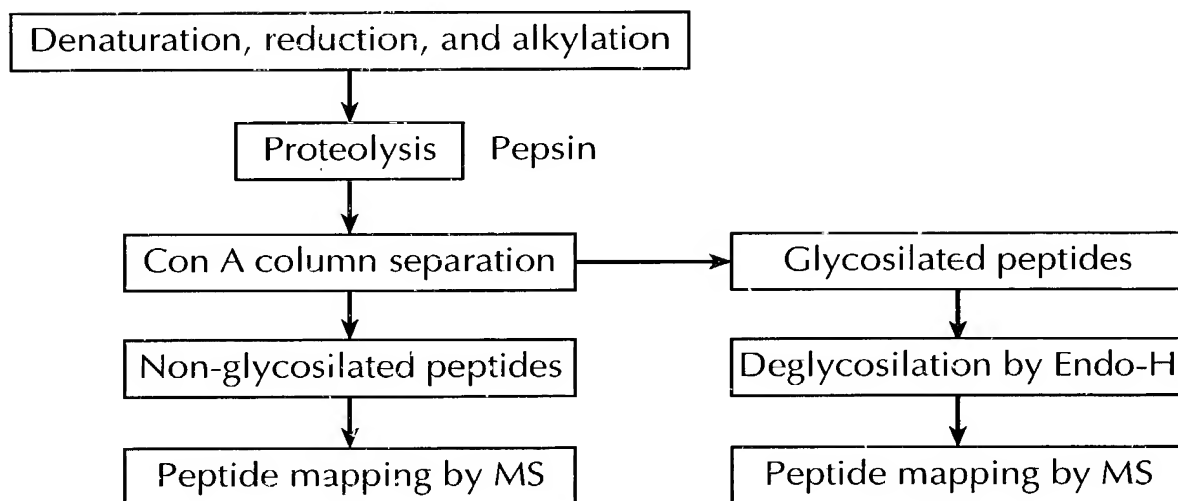 Denaturation, reduction, and alkylation
Proteolysis Pepsin
Con A column separation
Glycosilated peptides
Non-glycosilated peptides
Deglycosilation by Endo-H
Peptide mapping by MS
Peptide mapping by MS